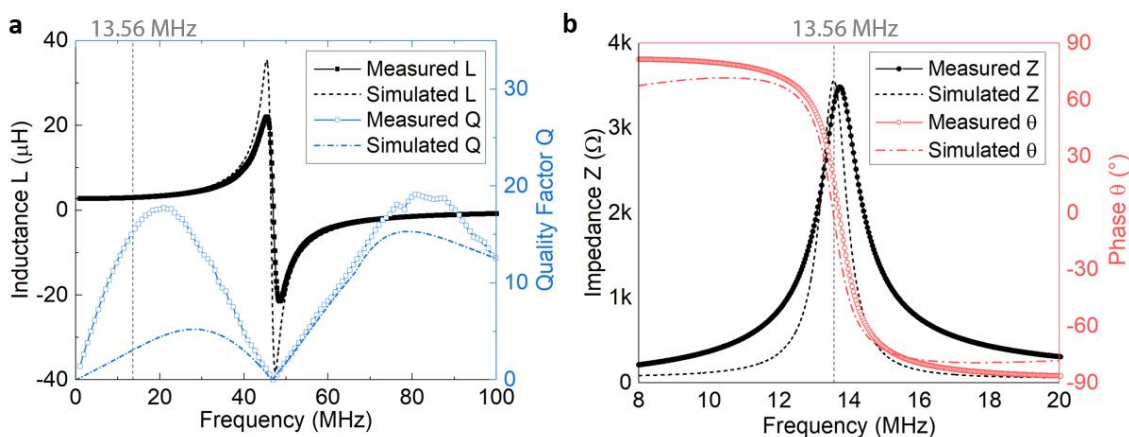 a
13.56 MHz
40
20
0
-20
-40
Inductance L (μH)
Measured L
Simulated L
Measured Q
Simulated Q
30
20
10
0
Quality Factor Q
0
20
40
60
80
100
Frequency (MHz)
b
13.56 MHz
4k
3k
2k
1k
0
Impedance Z (Ω)
Measured Z
Simulated Z
Measured θ
Simulated θ
90
60
30
0
-30
-60
-90
Phase θ (°)
8
10
12
14
16
18
20
Frequency (MHz)